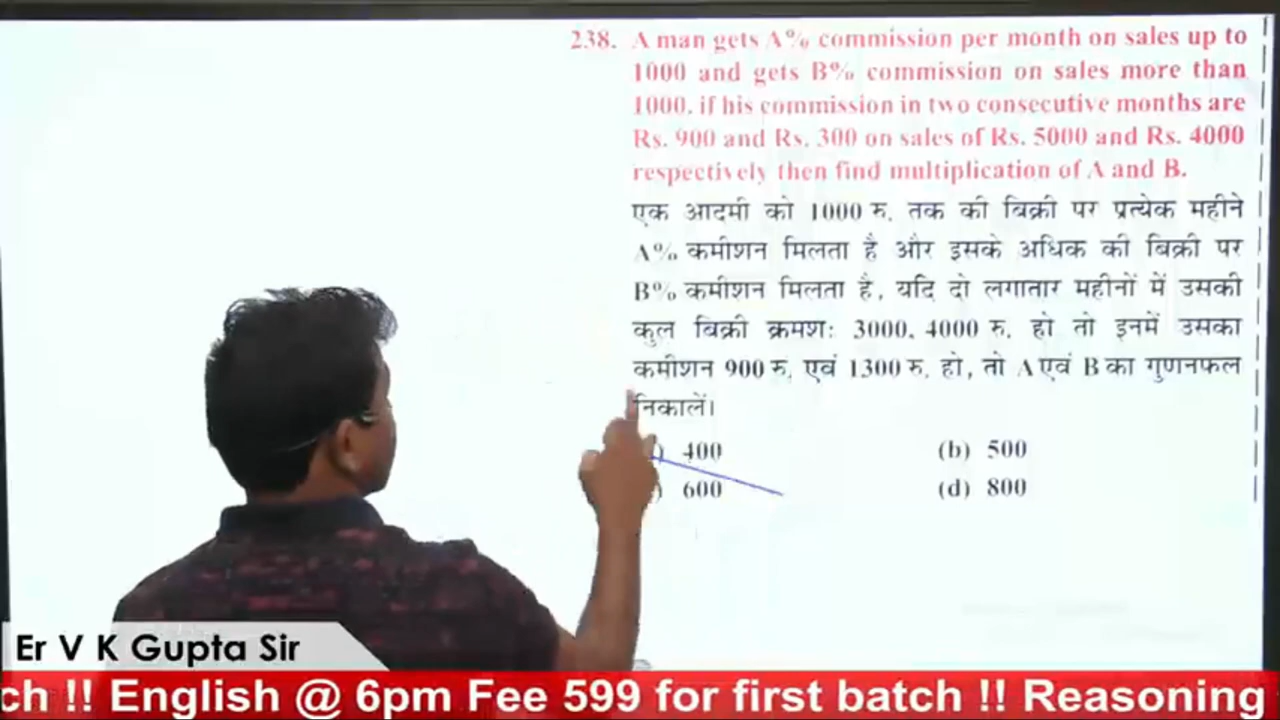 238. A man gets A% commission per month on sales up to
1000 and gets B% commission on sales more than
1000. if his commission in two consecutive months are
Rs. 900 and Rs. 300 on sales of Rs. 5000 and Rs. 4000
respectively then find multiplication of A and B.
एक आदमी को 1000 रु. तक की बिक्री पर प्रत्येक महीने
A% कमीशन मिलता है और इसके अधिक की बिक्री पर
B% कमीशन मिलता है, यदि दो लगातार महीनों में उसकी
कुल बिक्री क्रमशः 3000, 4000 रु. हो तो इनमें उसका
कमीशन 900 रु. एवं 1300 रु. हो, तो A एवं B का गुणनफल
निकालें।
) 400 (b) 500
) 600 (d) 800
Er V K Gupta Sir
ch !! English @ 6pm Fee 599 for first batch !! Reasoning